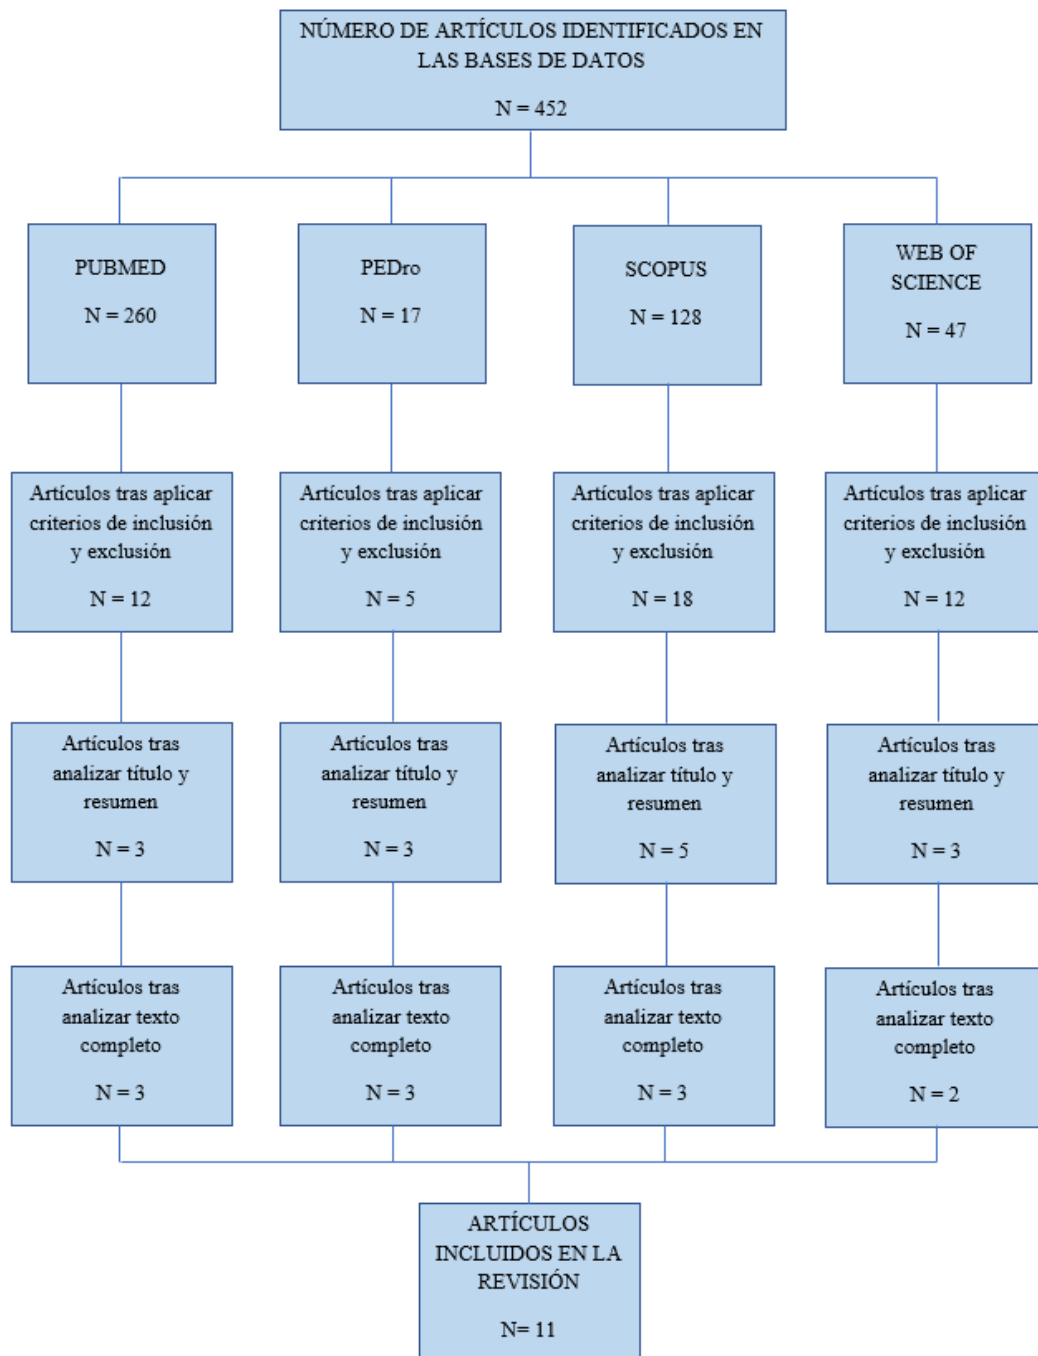 NÚMERO DE ARTÍCULOS IDENTIFICADOS EN
LAS BASES DE DATOS
N = 452
PUBMED
N = 260
PEDro
N = 17
SCOPUS
N = 128
WEB OF
SCIENCE
N = 47
Artículos tras aplicar
criterios de inclusión
y exclusión
N = 12
Artículos tras aplicar
criterios de inclusión
y exclusión
N = 5
Artículos tras aplicar
criterios de inclusión
y exclusión
N = 18
Artículos tras aplicar
criterios de inclusión
y exclusión
N = 12
Artículos tras
analizar título y
resumen
N = 3
Artículos tras
analizar título y
resumen
N = 3
Artículos tras
analizar título y
resumen
N = 5
Artículos tras
analizar título y
resumen
N = 3
Artículos tras
analizar texto
completo
N = 3
Artículos tras
analizar texto
completo
N = 3
Artículos tras
analizar texto
completo
N = 3
Artículos tras
analizar texto
completo
N = 2
ARTÍCULOS
INCLUIDOS EN LA
REVISIÓN
N= 11